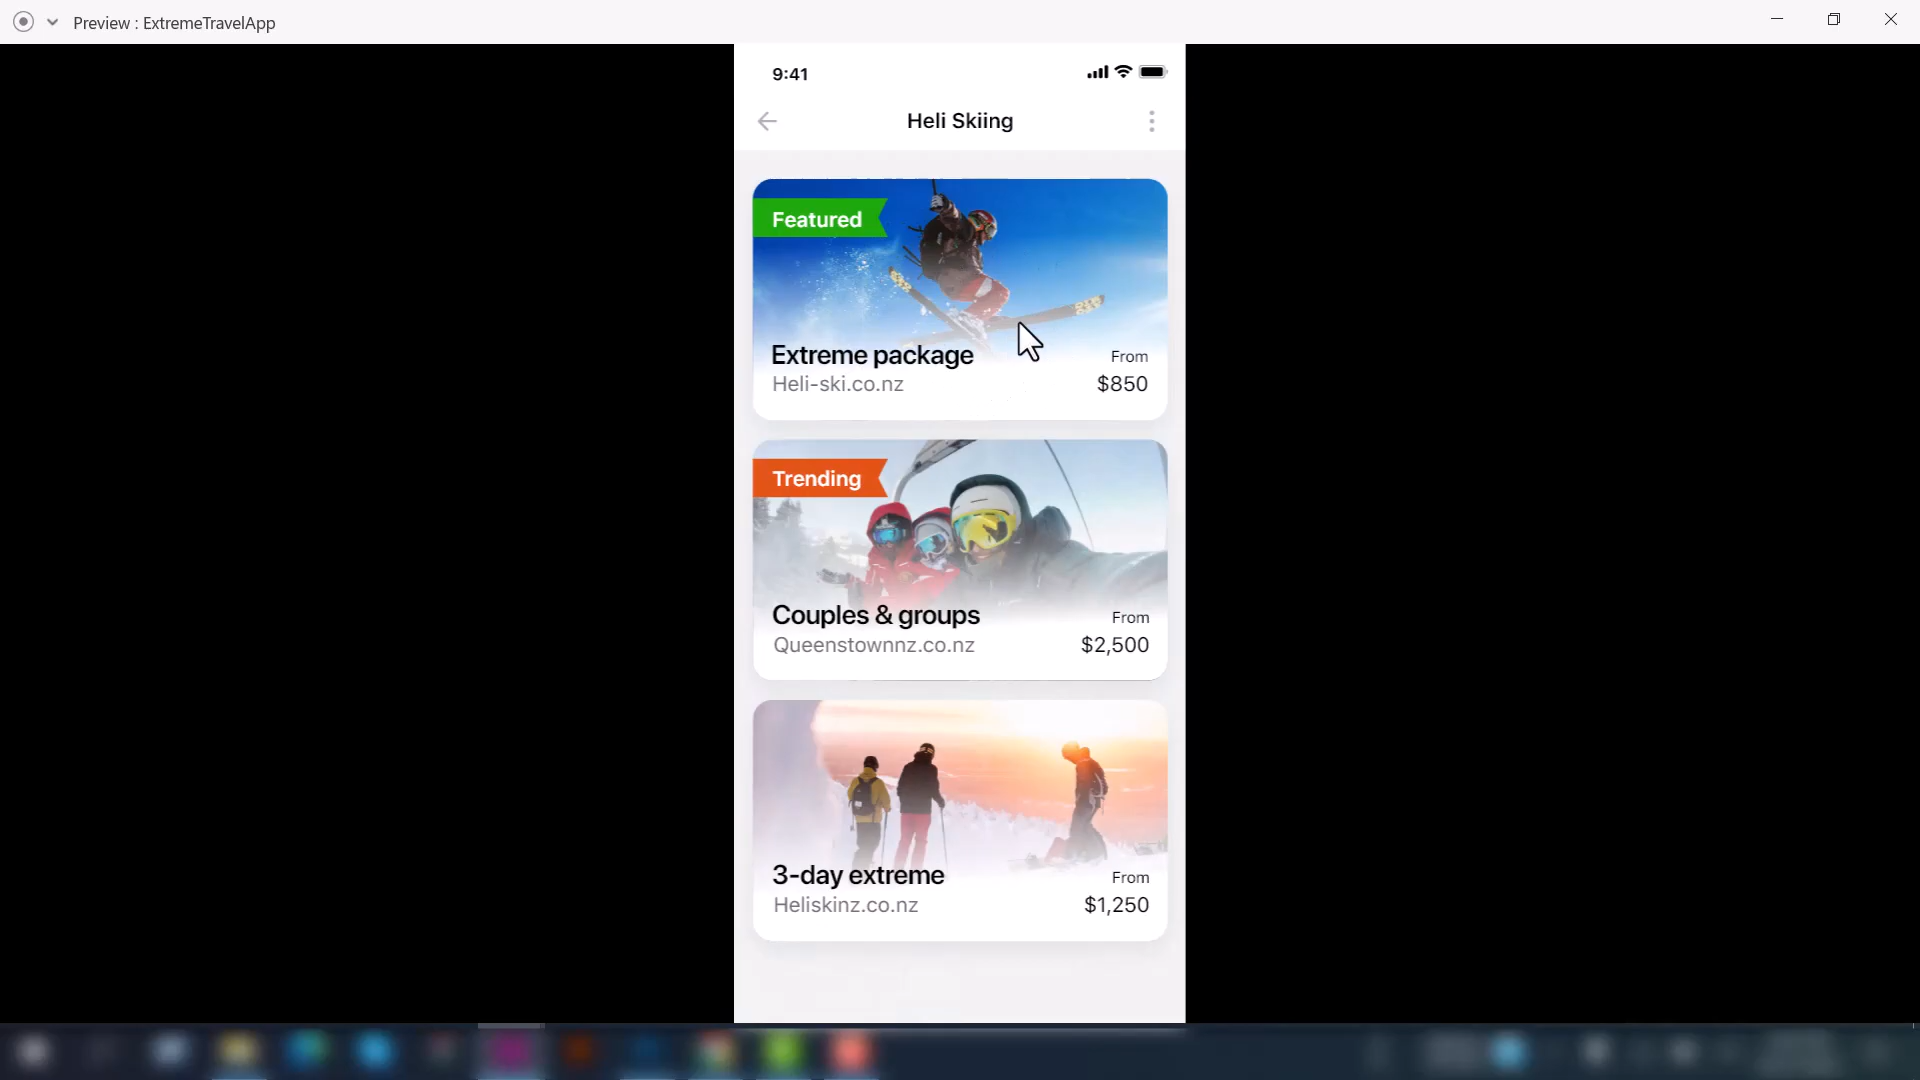 Preview : ExtremeTravelApp
9:41
Heli Skiing
Featured
Extreme package
From
Heli-ski.co.nz
$850
Trending
Couples & groups
From
Queenstownnz.co.nz
$2,500
3-day extreme
From
Heliskinz.co.nz
$1,250